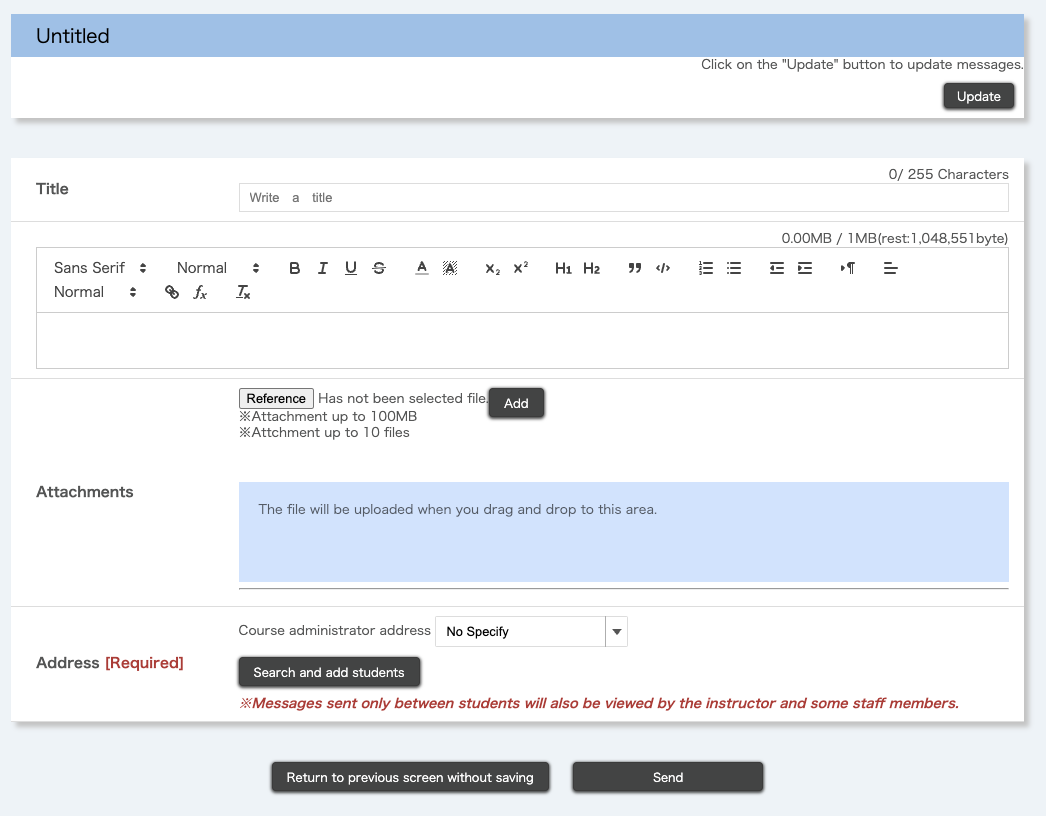 Untitled
Click on the "Update" button to update messages.
Update
Title
0/ 255 Characters
Write a title
0.00MB / 1MB(rest:1,048,551byte)
Sans Serif Normal B I U S A A X₂ X² H1 H2 ¶
Normal fx Tx
Reference Has not been selected file. Add
※Attachment up to 100MB
※Attchment up to 10 files
Attachments
The file will be uploaded when you drag and drop to this area.
Course administrator address No Specify
Address [Required]
Search and add students
※Messages sent only between students will also be viewed by the instructor and some staff members.
Return to previous screen without saving Send